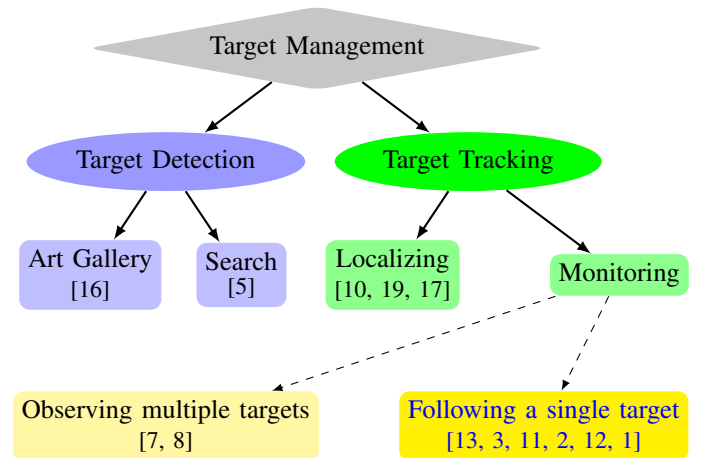 Target Management
Target Detection
Target Tracking
Art Gallery
[16]
Search
[5]
Localizing
[10, 19, 17]
Monitoring
Observing multiple targets
[7, 8]
Following a single target
[13, 3, 11, 2, 12, 1]